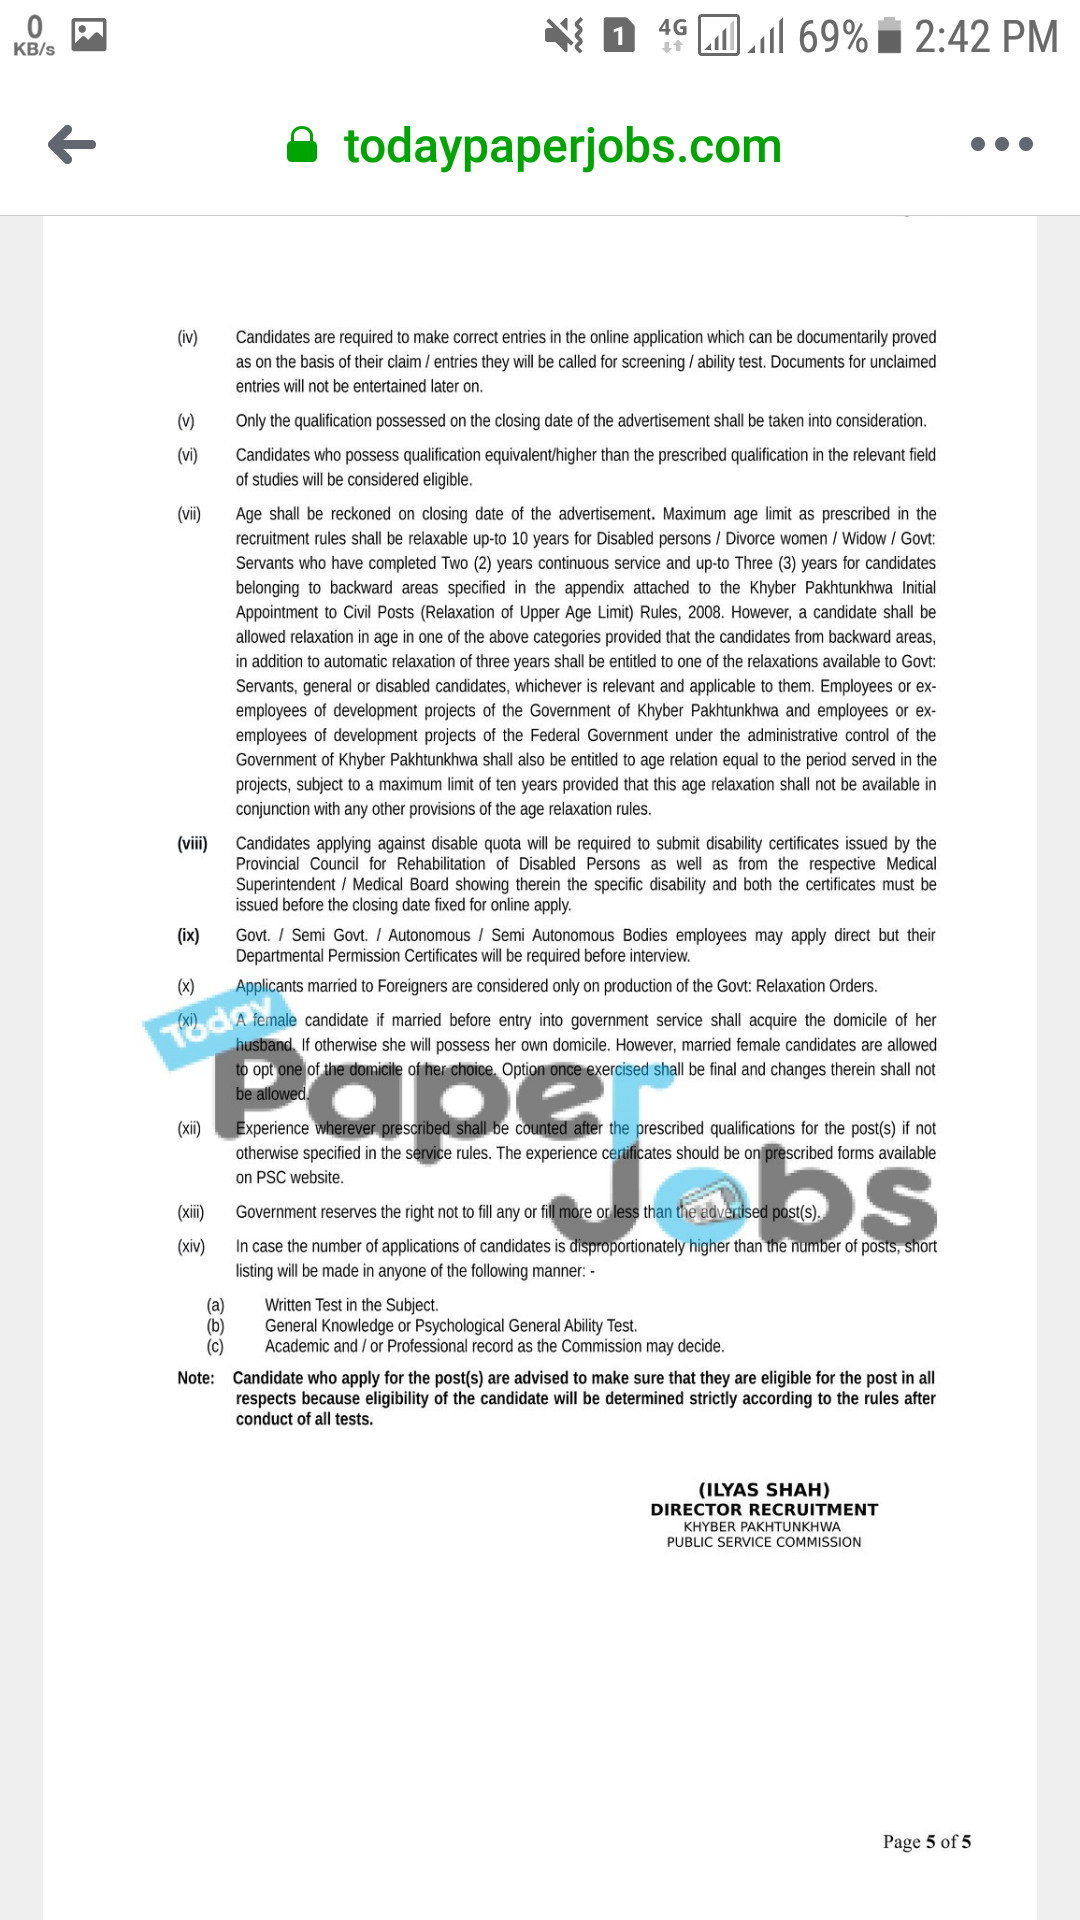 0
KB/s
1
4G
69%
2:42 PM
todaypaperjobs.com
(iv) Candidates are required to make correct entries in the online application which can be documentarily proved
as on the basis of their claim / entries they will be called for screening / ability test. Documents for unclaimed
entries will not be entertained later on.
(v) Only the qualification possessed on the closing date of the advertisement shall be taken into consideration.
(vi) Candidates who possess qualification equivalent/higher than the prescribed qualification in the relevant field
of studies will be considered eligible.
(vii) Age shall be reckoned on closing date of the advertisement. Maximum age limit as prescribed in the
recruitment rules shall be relaxable up-to 10 years for Disabled persons / Divorce women / Widow / Govt:
Servants who have completed Two (2) years continuous service and up-to Three (3) years for candidates
belonging to backward areas specified in the appendix attached to the Khyber Pakhtunkhwa Initial
Appointment to Civil Posts (Relaxation of Upper Age Limit) Rules, 2008. However, a candidate shall be
allowed relaxation in age in one of the above categories provided that the candidates from backward areas,
in addition to automatic relaxation of three years shall be entitled to one of the relaxations available to Govt:
Servants, general or disabled candidates, whichever is relevant and applicable to them. Employees or ex-
employees of development projects of the Government of Khyber Pakhtunkhwa and employees or ex-
employees of development projects of the Federal Government under the administrative control of the
Government of Khyber Pakhtunkhwa shall also be entitled to age relation equal to the period served in the
projects, subject to a maximum limit of ten years provided that this age relaxation shall not be available in
conjunction with any other provisions of the age relaxation rules.
(viii) Candidates applying against disable quota will be required to submit disability certificates issued by the
Provincial Council for Rehabilitation of Disabled Persons as well as from the respective Medical
Superintendent / Medical Board showing therein the specific disability and both the certificates must be
issued before the closing date fixed for online apply.
(ix) Govt. / Semi Govt. / Autonomous / Semi Autonomous Bodies employees may apply direct but their
Departmental Permission Certificates will be required before interview.
(x) Applicants married to Foreigners are considered only on production of the Govt: Relaxation Orders.
(xi) A female candidate if married before entry into government service shall acquire the domicile of her
husband. If otherwise she will possess her own domicile. However, married female candidates are allowed
to opt one of the domicile of her choice. Option once exercised shall be final and changes therein shall not
be allowed.
(xii) Experience wherever prescribed shall be counted after the prescribed qualifications for the post(s) if not
otherwise specified in the service rules. The experience certificates should be on prescribed forms available
on PSC website.
(xiii) Government reserves the right not to fill any or fill more or less than the advertised post(s).
(xiv) In case the number of applications of candidates is disproportionately higher than the number of posts, short
listing will be made in anyone of the following manner: -
(a) Written Test in the Subject.
(b) General Knowledge or Psychological General Ability Test.
(c) Academic and / or Professional record as the Commission may decide.
Note: Candidate who apply for the post(s) are advised to make sure that they are eligible for the post in all
respects because eligibility of the candidate will be determined strictly according to the rules after
conduct of all tests.
Today
Paper
Jobs
(ILYAS SHAH)
DIRECTOR RECRUITMENT
KHYBER PAKHTUNKHWA
PUBLIC SERVICE COMMISSION
Page 5 of 5